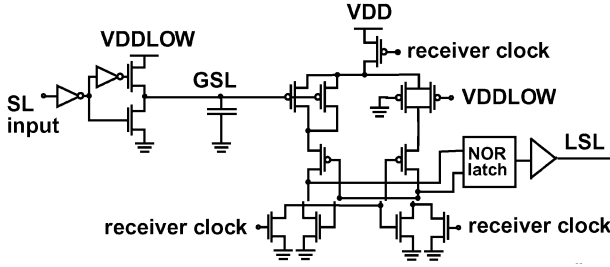 VDD
VDDLOW
receiver clock
GSL
SL
input
VDDLOW
NOR
latch
LSL
receiver clock
receiver clock